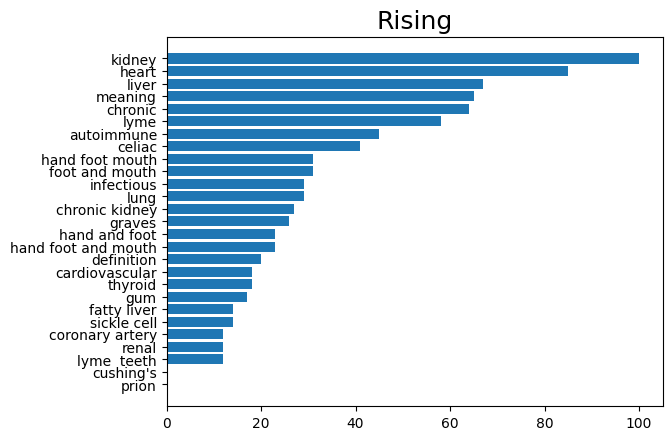 Rising
kidney
heart
liver
meaning
chronic
lyme
autoimmune
celiac
hand foot mouth
foot and mouth
infectious
lung
chronic kidney
graves
hand and foot
hand foot and mouth
definition
cardiovascular
thyroid
gum
fatty liver
sickle cell
coronary artery
renal
lyme  teeth
cushing's
prion
0 20 40 60 80 100